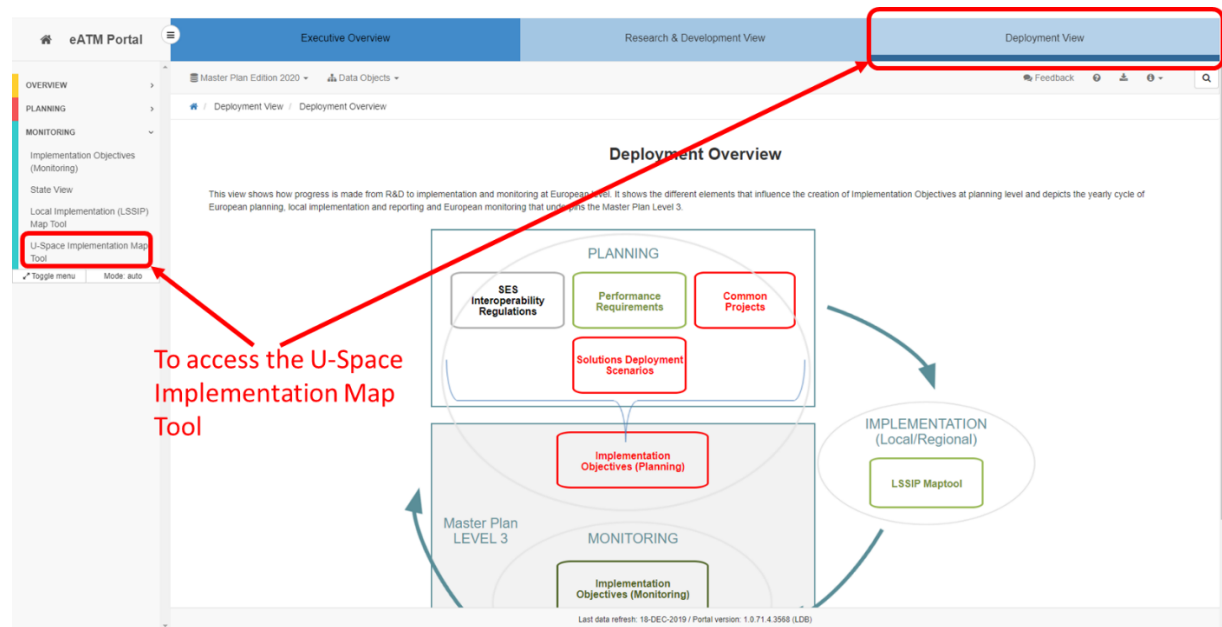 eATM Portal
Executive Overview
Research & Development View
Deployment View
OVERVIEW
PLANNING
MONITORING
Implementation Objectives
(Monitoring)
State View
Local Implementation (LSSIP)
Map Tool
U-Space Implementation Map
Tool
Toggle menu
Mode: auto
Master Plan Edition 2020
Data Objects
Feedback
/ Deployment View / Deployment Overview
Deployment Overview
This view shows how progress is made from R&D to implementation and monitoring at European level. It shows the different elements that influence the creation of Implementation Objectives at planning level and depicts the yearly cycle of
European planning, local implementation and reporting and European monitoring that underpins the Master Plan Level 3.
PLANNING
SES
Interoperability
Regulations
Performance
Requirements
Common
Projects
Solutions Deployment
Scenarios
To access the U-Space
Implementation Map
Tool
Implementation
Objectives (Planning)
IMPLEMENTATION
(Local/Regional)
LSSIP Maptool
Master Plan
LEVEL 3
MONITORING
Implementation
Objectives (Monitoring)
Last data refresh: 18-DEC-2019 / Portal version: 1.0.71.4.3568 (LDB)